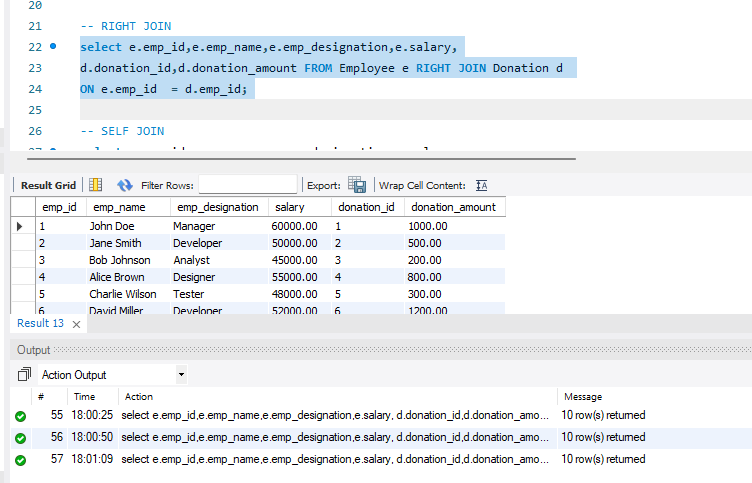 20
21 -- RIGHT JOIN
22 select e.emp_id,e.emp_name,e.emp_designation,e.salary,
23 d.donation_id,d.donation_amount FROM Employee e RIGHT JOIN Donation d
24 ON e.emp_id  = d.emp_id;
25
26 -- SELF JOIN
Result Grid Filter Rows: Export: Wrap Cell Content: IA
emp_id emp_name emp_designation salary donation_id donation_amount
1 John Doe Manager 60000.00 1 1000.00
2 Jane Smith Developer 50000.00 2 500.00
3 Bob Johnson Analyst 45000.00 3 200.00
4 Alice Brown Designer 55000.00 4 800.00
5 Charlie Wilson Tester 48000.00 5 300.00
6 David Miller Developer 52000.00 6 1200.00
Result 13
Output
Action Output
# Time Action Message
55 18:00:25 select e.emp_id,e.emp_name,e.emp_designation,e.salary, d.donation_id,d.donation_amo... 10 row(s) returned
56 18:00:50 select e.emp_id,e.emp_name,e.emp_designation,e.salary, d.donation_id,d.donation_amo... 10 row(s) returned
57 18:01:09 select e.emp_id,e.emp_name,e.emp_designation,e.salary, d.donation_id,d.donation_amo... 10 row(s) returned